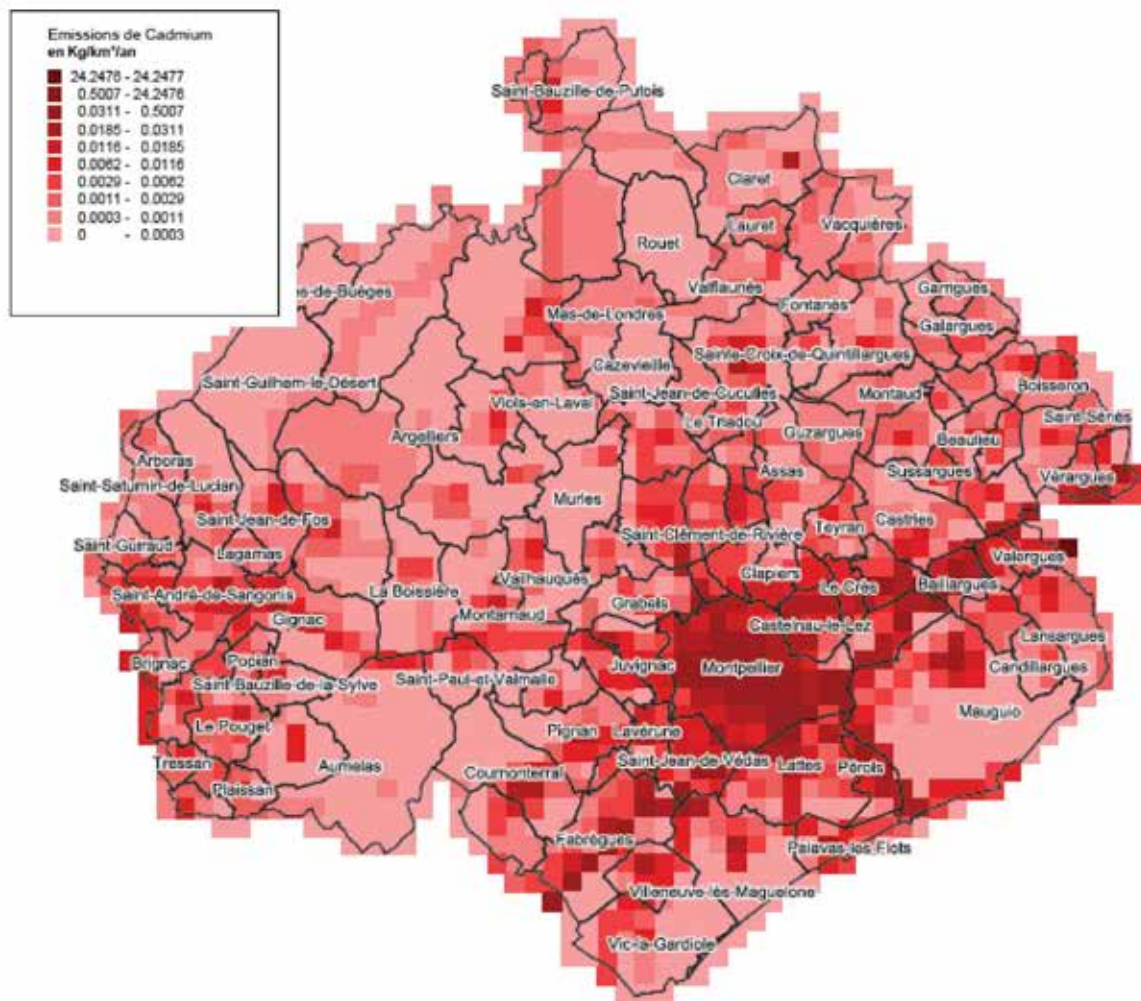 Emissions de Cadmium
en Kg/km²/an
24.2476 - 24.2477
0.5007 - 24.2476
0.0311 - 0.5007
0.0185 - 0.0311
0.0116 - 0.0185
0.0062 - 0.0116
0.0029 - 0.0062
0.0011 - 0.0029
0.0003 - 0.0011
0 - 0.0003
Saint-Bauzille-de-Putois
Claret
Lauret
Vacquières
Rouet
es-de-Buèges
Valflaunès
Fontanès
Garrigues
Galargues
Mas-de-Londres
Sainte-Croix-de-Quintillargues
Cazevieille
Saint-Guilhem-le-Désert
Viols-en-Laval
Saint-Jean-de-Cuculles
Montaud
Boisseron
Saint-Sériès
Le Triadou
Guzargues
Beaulieu
Argelliers
Arboras
Assas
Sussargues
Vérargues
Saint-Saturnin-de-Lucian
Murles
Saint-Jean-de-Fos
Saint-Clément-de-Rivière
Teyran
Castries
Saint-Guiraud
Lagamas
Valergues
Vailhauquès
Clapiers
Le Crès
Baillargues
Saint-André-de-Sangonis
La Boissière
Grabels
Gignac
Montarnaud
Castelnau-le-Lez
Lansargues
Brignac
Popian
Juvignac
Montpellier
Candillargues
Saint-Bauzille-de-la-Sylve
Saint-Paul-et-Valmalle
Mauguio
Le Pouget
Pignan
Lavérune
Tressan
Aumelas
Cournonterral
Saint-Jean-de-Védas
Lattes
Pérols
Plaissan
Fabrègues
Palavas-les-Flots
Villeneuve-lès-Maguelone
Vic-la-Gardiole